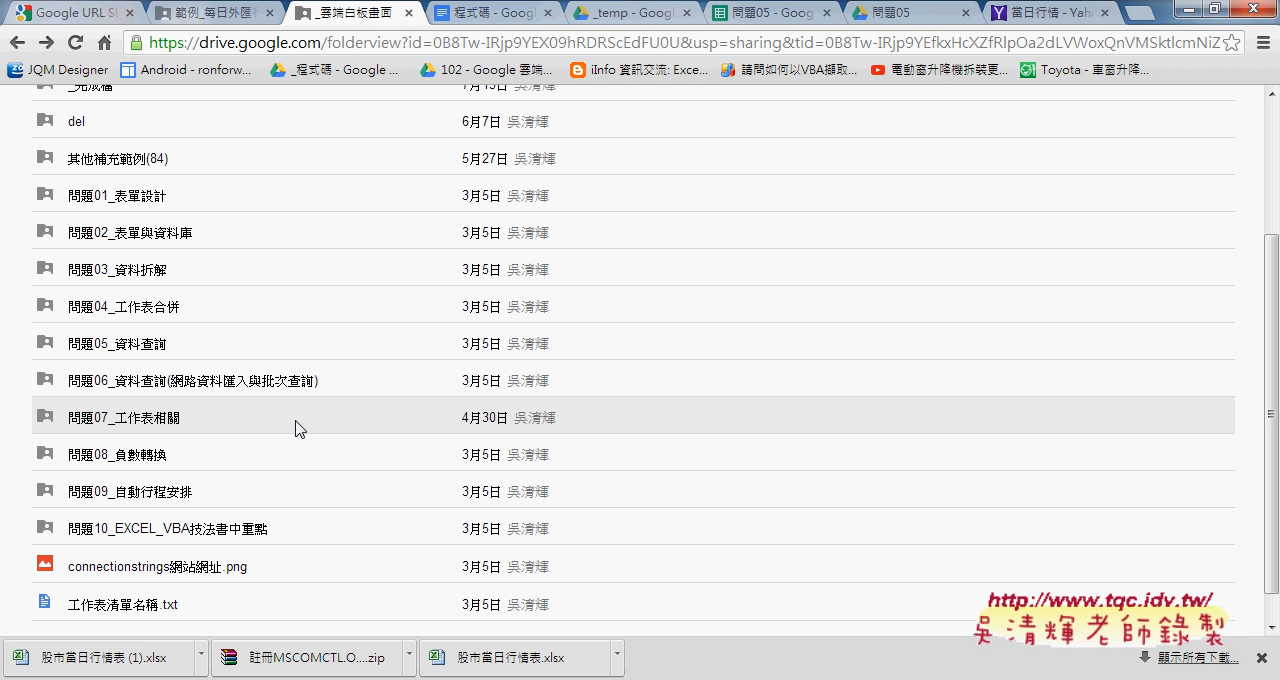 Google URL Sh
範例_每日外匯行
_雲端白板畫面
程式碼 - Goog
_temp - Googl
問題05 - Goog
問題05
當日行情 - Yah
https://drive.google.com/folderview?id=0B8Tw-IRjp9YEX0NhRDRScEdFU0U&usp=sharing&tid=0B8Tw-IRjp9YEfkxHcXZfRlpOa2dLVWoxQnVMSktlcmNiZ
JQM Designer
Android - ronforw...
_程式碼 - Google ...
102 - Google 雲端...
iInfo 資訊交流: Exce...
請問如何以VBA擷取...
電動窗升降機拆裝更...
Toyota - 車窗升降...
_完成檔 7月15日 吳清輝
del 6月7日 吳清輝
其他補充範例(84) 5月27日 吳清輝
問題01_表單設計 3月5日 吳清輝
問題02_表單與資料庫 3月5日 吳清輝
問題03_資料拆解 3月5日 吳清輝
問題04_工作表合併 3月5日 吳清輝
問題05_資料查詢 3月5日 吳清輝
問題06_資料查詢(網路資料匯入與批次查詢) 3月5日 吳清輝
問題07_工作表相關 4月30日 吳清輝
問題08_負數轉換 3月5日 吳清輝
問題09_自動行程安排 3月5日 吳清輝
問題10_EXCEL_VBA技法書中重點 3月5日 吳清輝
connectionstrings網站網址.png 3月5日 吳清輝
工作表清單名稱.txt 3月5日 吳清輝
http://www.tqc.idv.tw/
吳清輝老師錄製
股市當日行情表 (1).xlsx
註冊MSCOMCTL.O....zip
股市當日行情表.xlsx
顯示所有下載...